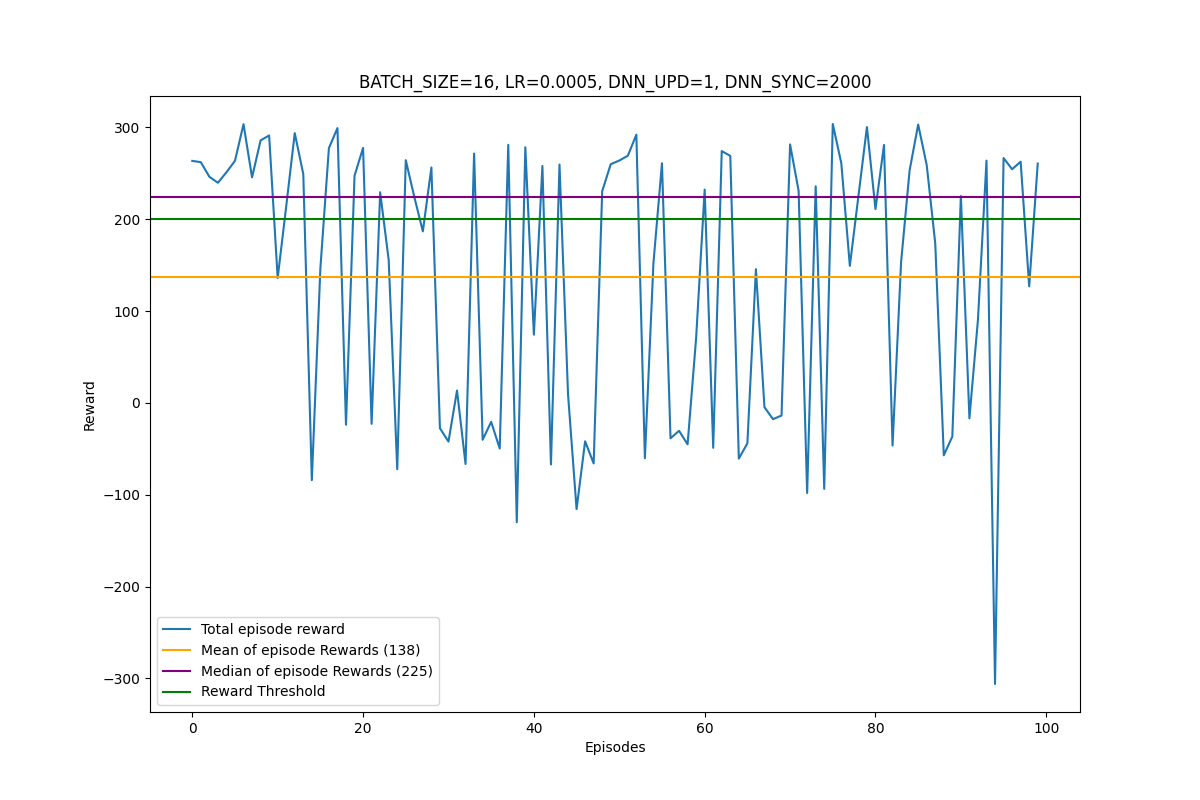 BATCH_SIZE=16, LR=0.0005, DNN_UPD=1, DNN_SYNC=2000
300
200
100
0
−100
−200
−300
Reward
Total episode reward
Mean of episode Rewards (138)
Median of episode Rewards (225)
Reward Threshold
0 20 40 60 80 100
Episodes